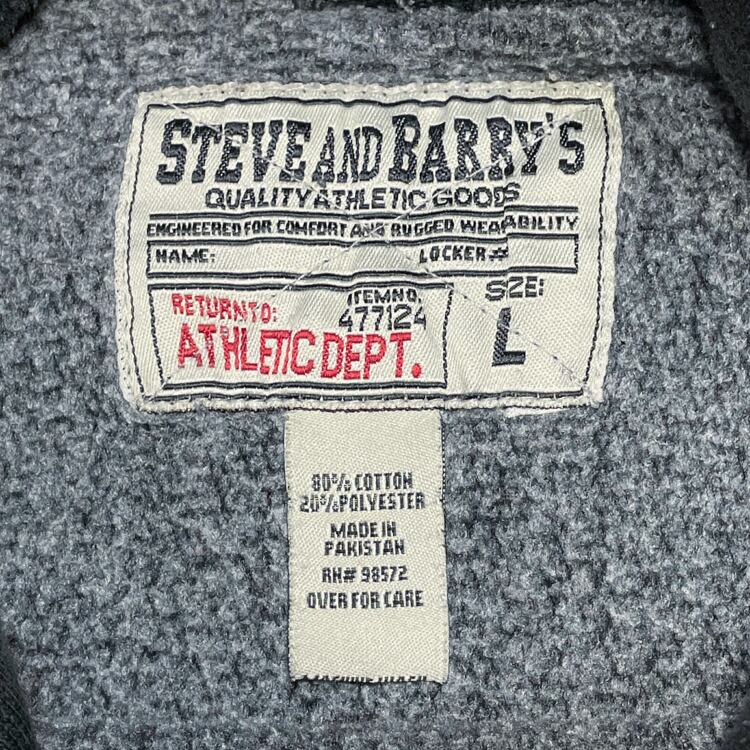 STEVE AND BARRY'S
QUALITY ATHLETIC GOODS
ENGINEERED FOR COMFORT AND RUGGED WEARABILITY
NAME: LOCKER#
RETURN TO: ITEM NO.
477124
ATHLETIC DEPT.
SIZE:
L
80% COTTON
20% POLYESTER
MADE IN
PAKISTAN
RN# 98572
OVER FOR CARE